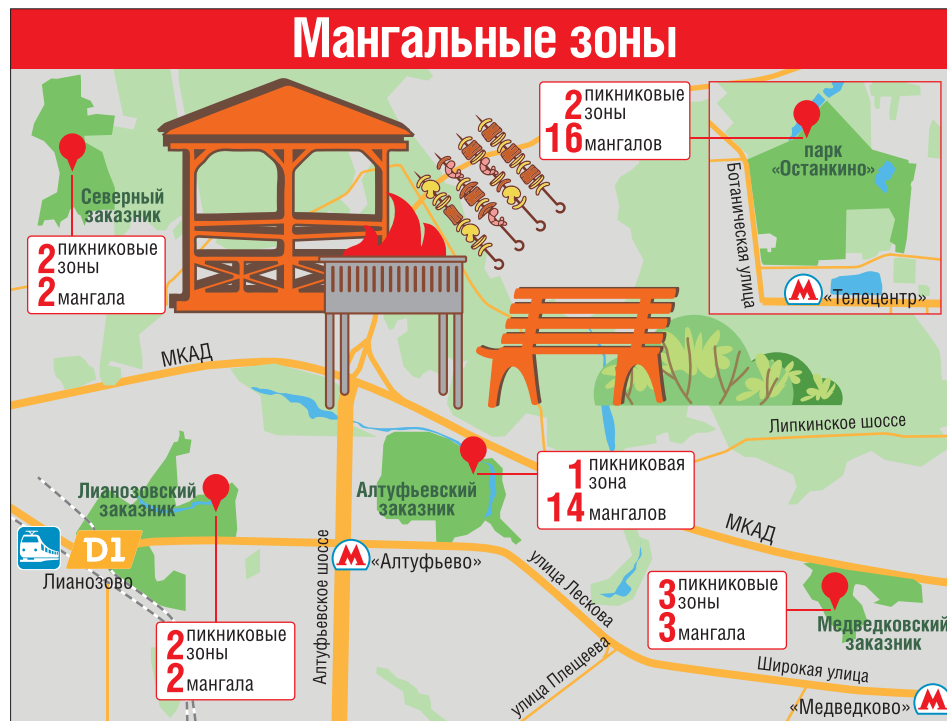 Мангальные зоны
2 пикниковые
зоны
16 мангалов
парк
«Останкино»
Ботаническая улица
М
«Телецентр»
Северный
заказник
2 пикниковые
зоны
2 мангала
МКАД
Липкинское шоссе
1 пикниковая
зона
14 мангалов
Лианозовский
заказник
Алтуфьевский
заказник
МКАД
D1
Лианозово
Алтуфьевское шоссе
М
«Алтуфьево»
улица Лескова
3 пикниковые
зоны
3 мангала
Медведковский
заказник
2 пикниковые
зоны
2 мангала
улица Плещеева
Широкая улица
«Медведково»
М